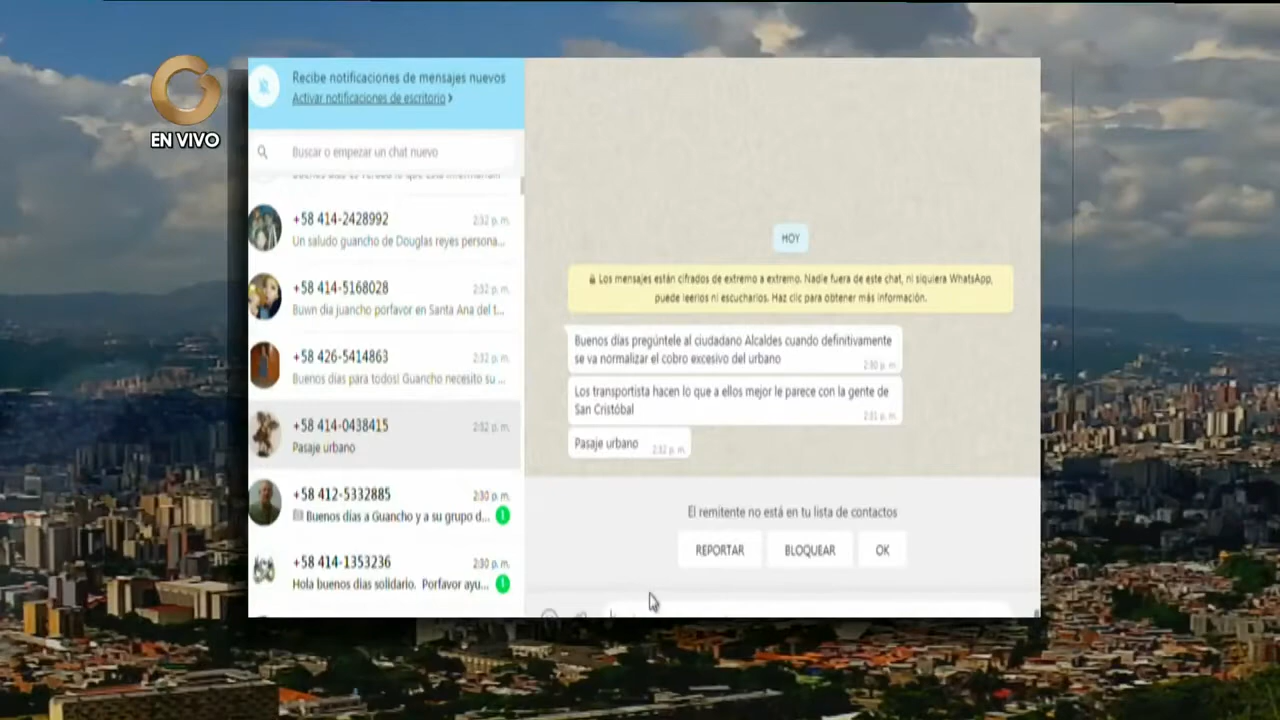 EN VIVO
Recibe notificaciones de mensajes nuevos
Activar notificaciones de escritorio >
Buscar o empezar un chat nuevo
+58 414-2428992 2:32 p. m.
Un saludo guancho de Douglas reyes persona...
+58 414-5168028 2:32 p. m.
Buwn dia juancho porfavor en Santa Ana del t...
+58 426-5414863 2:32 p. m.
Buenos días para todos! Guancho necesito su ...
+58 414-0438415 2:32 p. m.
Pasaje urbano
+58 412-5332885 2:30 p. m.
Buenos días a Guancho y a su grupo d... 1
+58 414-1353236 2:30 p. m.
Hola buenos dias solidario. Porfavor ayu... 1
HOY
Los mensajes están cifrados de extremo a extremo. Nadie fuera de este chat, ni siquiera WhatsApp,
puede leerlos ni escucharlos. Haz clic para obtener más información.
Buenos días pregúntele al ciudadano Alcaldes cuando definitivamente
se va normalizar el cobro excesivo del urbano
2:30 p. m.
Los transportista hacen lo que a ellos mejor le parece con la gente de
San Cristóbal
2:31 p. m.
Pasaje urbano 2:32 p. m.
El remitente no está en tu lista de contactos
REPORTAR BLOQUEAR OK